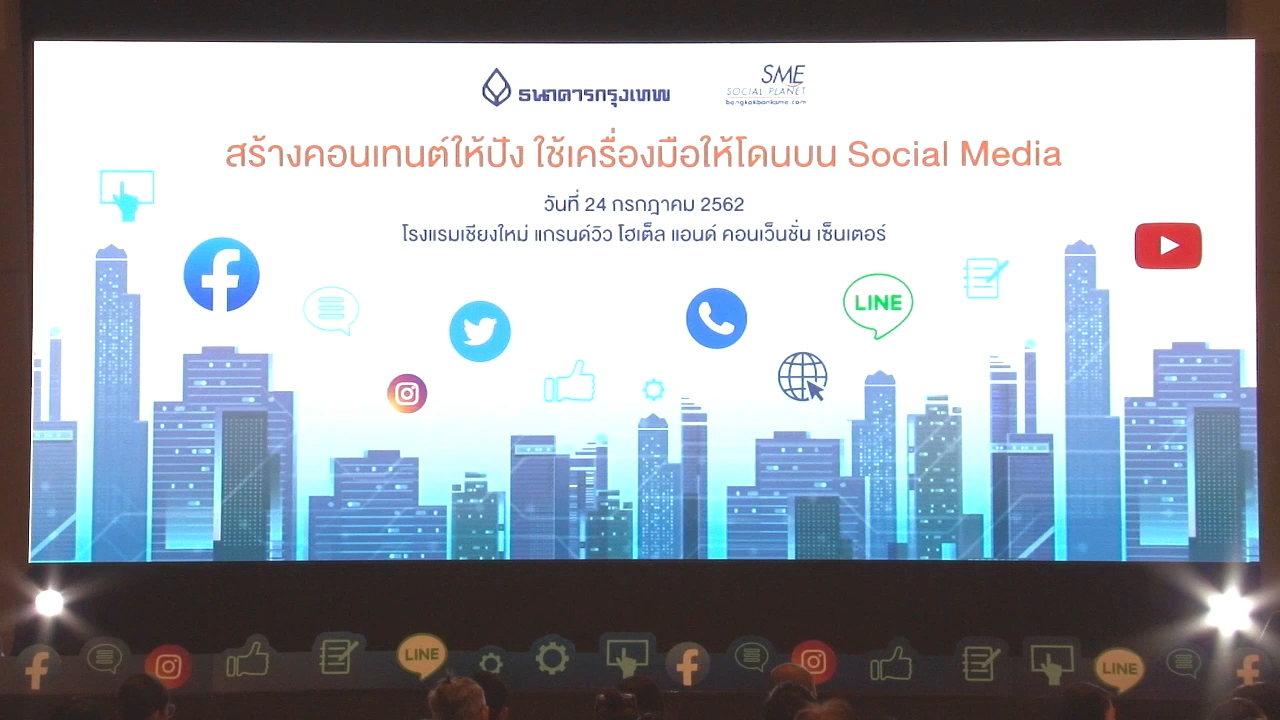 ธนาคารกรุงเทพ
SME
SOCIAL PLANET
bangkokbanksme.com
สร้างคอนเทนต์ให้ปัง ใช้เครื่องมือให้โดนบน Social Media
วันที่ 24 กรกฎาคม 2562
โรงแรมเชียงใหม่ แกรนด์วิว โฮเต็ล แอนด์ คอนเว็นชั่น เซ็นเตอร์
LINE
LINE
LINE